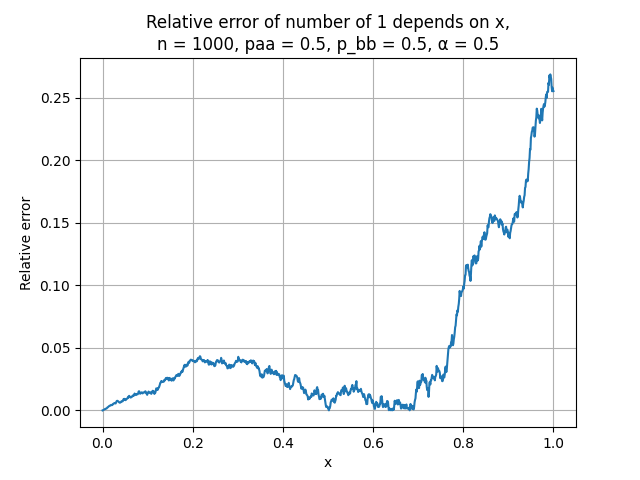 Relative error of number of 1 depends on x,
n = 1000, paa = 0.5, p_bb = 0.5, α = 0.5
0.25
0.20
0.15
0.10
0.05
0.00
Relative error
0.0 0.2 0.4 0.6 0.8 1.0
x